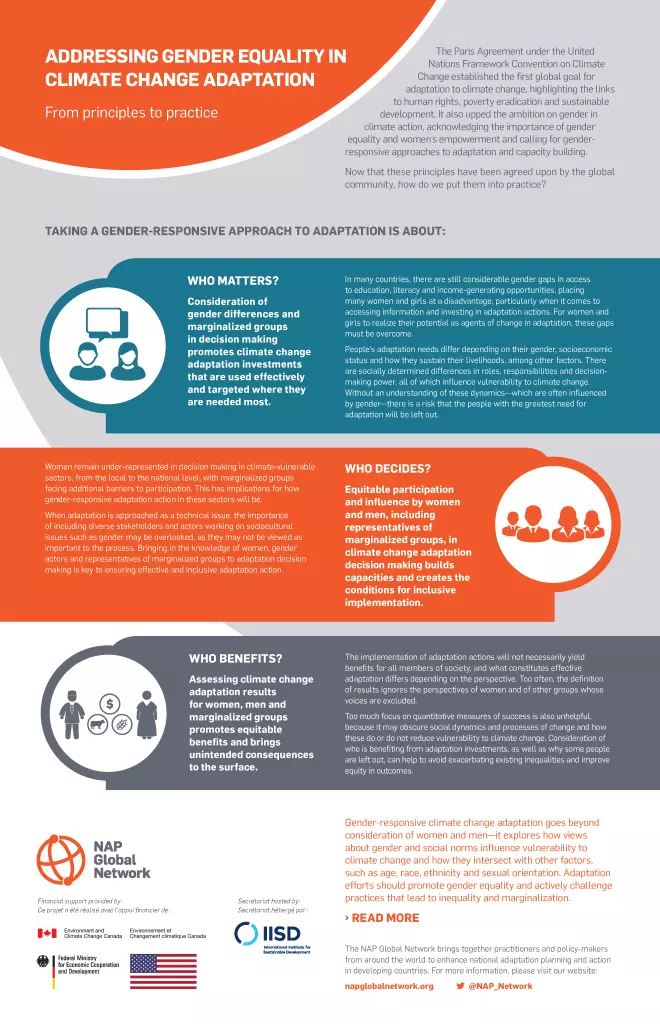 ADDRESSING GENDER EQUALITY IN
CLIMATE CHANGE ADAPTATION
From principles to practice
The Paris Agreement under the United
Nations Framework Convention on Climate
Change established the first global goal for
adaptation to climate change, highlighting the links
to human rights, poverty eradication and sustainable
development. It also upped the ambition on gender in
climate action, acknowledging the importance of gender
equality and women's empowerment and calling for gender-
responsive approaches to adaptation and capacity building.
Now that these principles have been agreed upon by the global
community, how do we put them into practice?
TAKING A GENDER-RESPONSIVE APPROACH TO ADAPTATION IS ABOUT:
WHO MATTERS?
Consideration of
gender differences and
marginalized groups
in decision making
promotes climate change
adaptation investments
that are used effectively
and targeted where they
are needed most.
In many countries, there are still considerable gender gaps in access
to education, literacy and income-generating opportunities, placing
many women and girls at a disadvantage, particularly when it comes to
accessing information and investing in adaptation actions. For women and
girls to realize their potential as agents of change in adaptation, these gaps
must be overcome.
People's adaptation needs differ depending on their gender, socioeconomic
status and how they sustain their livelihoods, among other factors. There
are socially determined differences in roles, responsibilities and decision-
making power, all of which influence vulnerability to climate change.
Without an understanding of these dynamics—which are often influenced
by gender—there is a risk that the people with the greatest need for
adaptation will be left out.
Women remain under-represented in decision making in climate-vulnerable
sectors, from the local to the national level, with marginalized groups
facing additional barriers to participation. This has implications for how
gender-responsive adaptation action in these sectors will be.
When adaptation is approached as a technical issue, the importance
of including diverse stakeholders and actors working on sociocultural
issues such as gender may be overlooked, as they may not be viewed as
important to the process. Bringing in the knowledge of women, gender
actors and representatives of marginalized groups to adaptation decision
making is key to ensuring effective and inclusive adaptation action.
WHO DECIDES?
Equitable participation
and influence by women
and men, including
representatives of
marginalized groups, in
climate change adaptation
decision making builds
capacities and creates the
conditions for inclusive
implementation.
WHO BENEFITS?
Assessing climate change
adaptation results
for women, men and
marginalized groups
promotes equitable
benefits and brings
unintended consequences
to the surface.
$
The implementation of adaptation actions will not necessarily yield
benefits for all members of society, and what constitutes effective
adaptation differs depending on the perspective. Too often, the definition
of results ignores the perspectives of women and of other groups whose
voices are excluded.
Too much focus on quantitative measures of success is also unhelpful,
because it may obscure social dynamics and processes of change and how
these do or do not reduce vulnerability to climate change. Consideration of
who is benefiting from adaptation investments, as well as why some people
are left out, can help to avoid exacerbating existing inequalities and improve
equity in outcomes.
NAP
Global
Network
Financial support provided by:
Ce projet a été réalisé avec l'appui financier de :
Secretariat hosted by:
Secrétariat hébergé par :
Environment and
Climate Change Canada
Environnement et
Changement climatique Canada
IISD
International Institute for
Sustainable Development
Federal Ministry
for Economic Cooperation
and Development
Gender-responsive climate change adaptation goes beyond
consideration of women and men—it explores how views
about gender and social norms influence vulnerability to
climate change and how they intersect with other factors,
such as age, race, ethnicity and sexual orientation. Adaptation
efforts should promote gender equality and actively challenge
practices that lead to inequality and marginalization.
› READ MORE
The NAP Global Network brings together practitioners and policy-makers
from around the world to enhance national adaptation planning and action
in developing countries. For more information, please visit our website:
napglobalnetwork.org
@NAP_Network